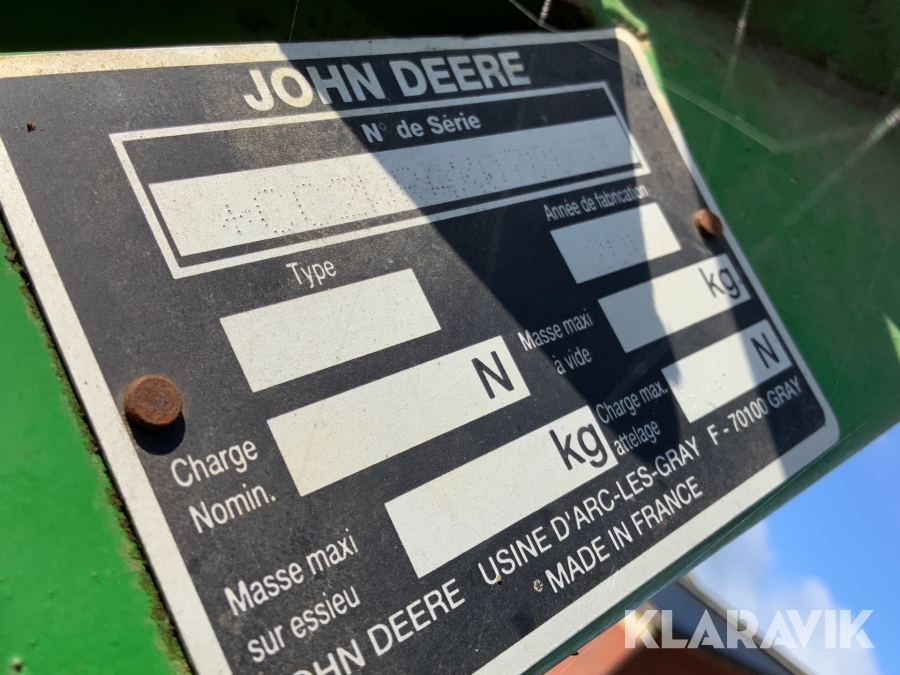 JOHN DEERE
N° de Série
Année de fabrication
Type
kg
Masse maxi
à vide
N
Charge
Nomin.
N
Charge max.
attelage
kg
Masse maxi
sur essieu
JOHN DEERE USINE D'ARC-LES-GRAY F - 70100 GRAY
MADE IN FRANCE
KLARAVIK